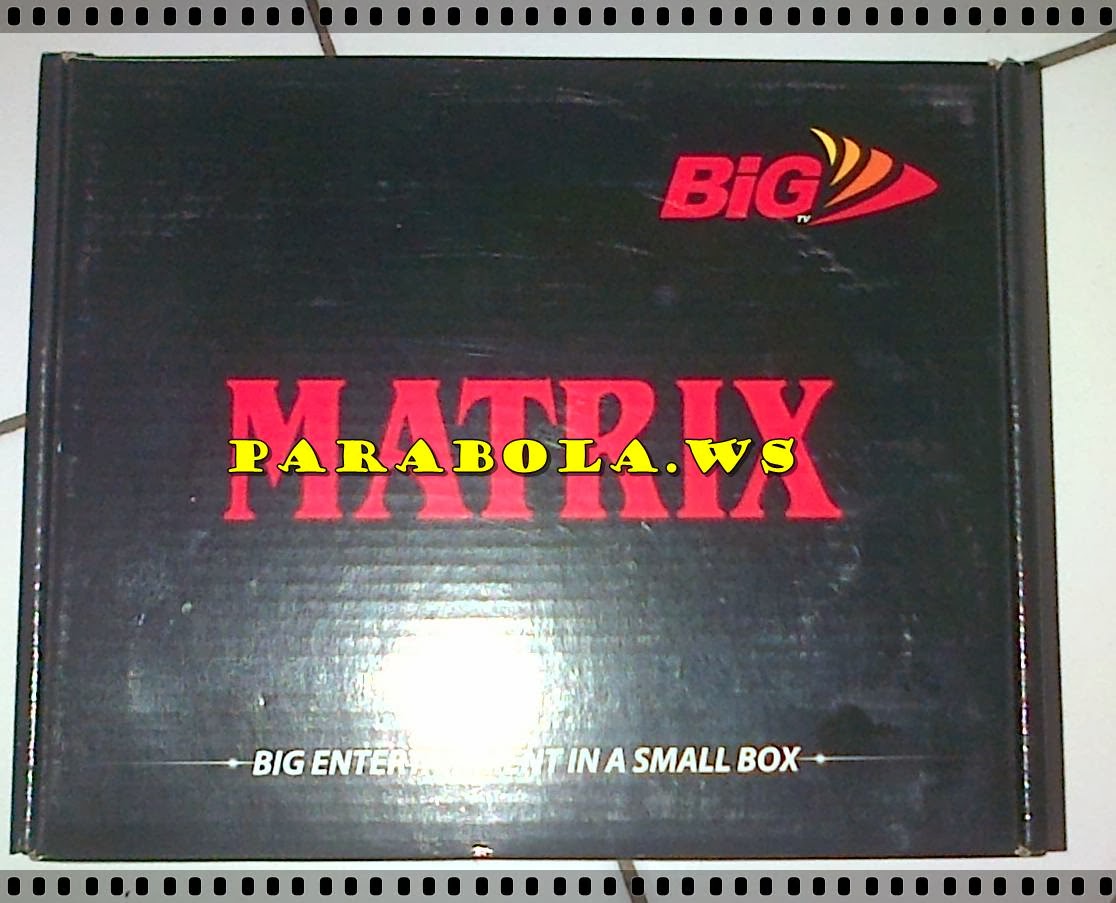 BiG
TV
MATRIX
PARABOLA.WS
BIG IN A SMALL BOX